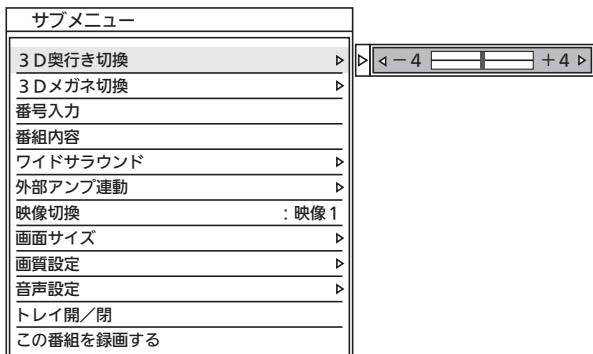 サブメニュー
３Ｄ奥行き切換
－4 ＋4
３Ｄメガネ切換
番号入力
番組内容
ワイドサラウンド
外部アンプ連動
映像切換 ：映像1
画面サイズ
画質設定
音声設定
トレイ開／閉
この番組を録画する